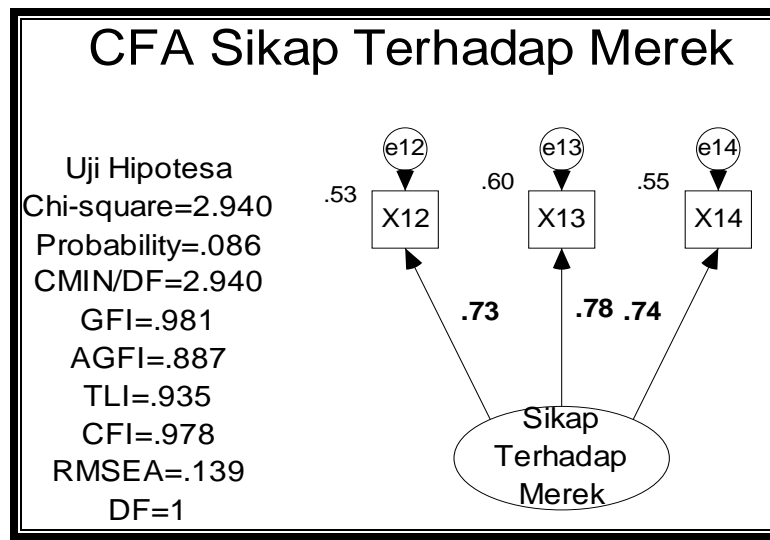 CFA Sikap Terhadap Merek
Uji Hipotesa
Chi-square=2.940
Probability=.086
CMIN/DF=2.940
GFI=.981
AGFI=.887
TLI=.935
CFI=.978
RMSEA=.139
DF=1
e12 e13 e14
.53 .60 .55
X12 X13 X14
.73 .78 .74
Sikap
Terhadap
Merek